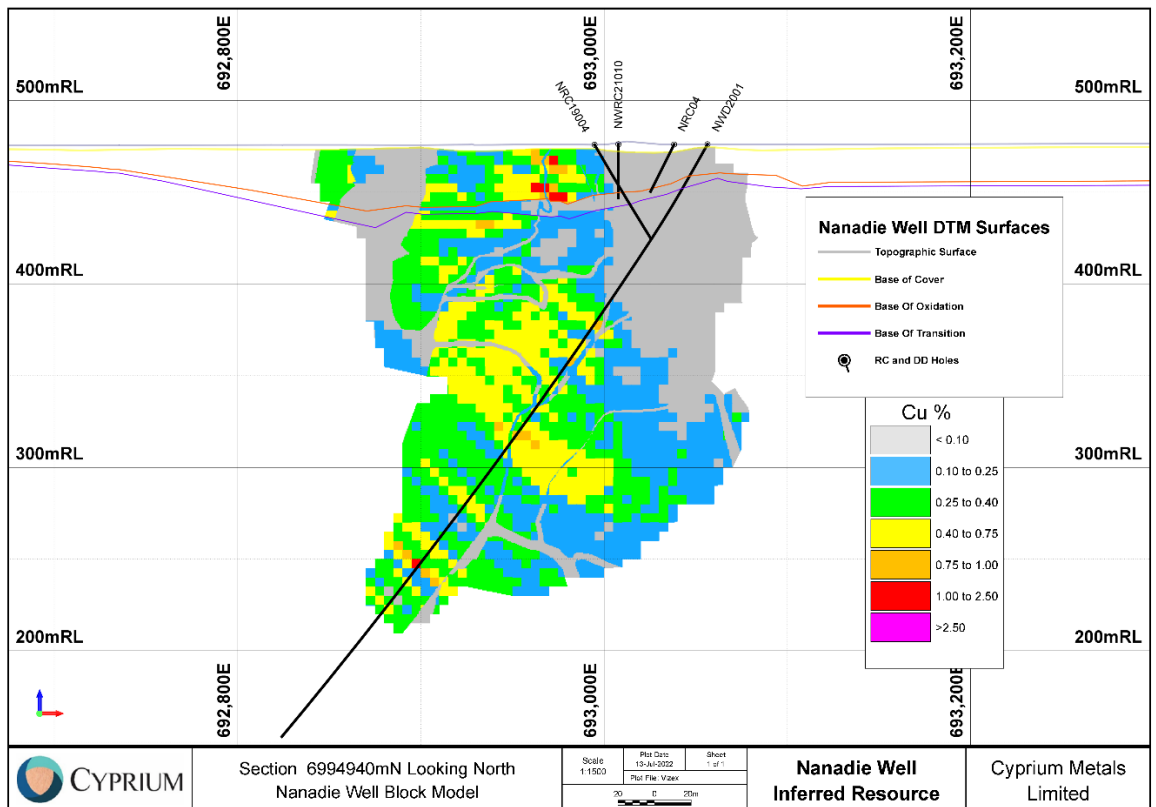 692,800E
693,000E
693,200E
500mRL
500mRL
NRC19004
NWRC21010
NRC04
NWD2001
400mRL
400mRL
300mRL
300mRL
200mRL
200mRL
Nanadie Well DTM Surfaces
Topographic Surface
Base of Cover
Base Of Oxidation
Base Of Transition
RC and DD Holes
Cu %
< 0.10
0.10 to 0.25
0.25 to 0.40
0.40 to 0.75
0.75 to 1.00
1.00 to 2.50
>2.50
692,800E
693,000E
693,200E
CYPRIUM
Section 6994940mN Looking North
Nanadie Well Block Model
Scale
1:1500
Plot Date
13-Jul-2022
Sheet
1 of 1
Plot File: Vizex
20 0 20m
Nanadie Well
Inferred Resource
Cyprium Metals
Limited